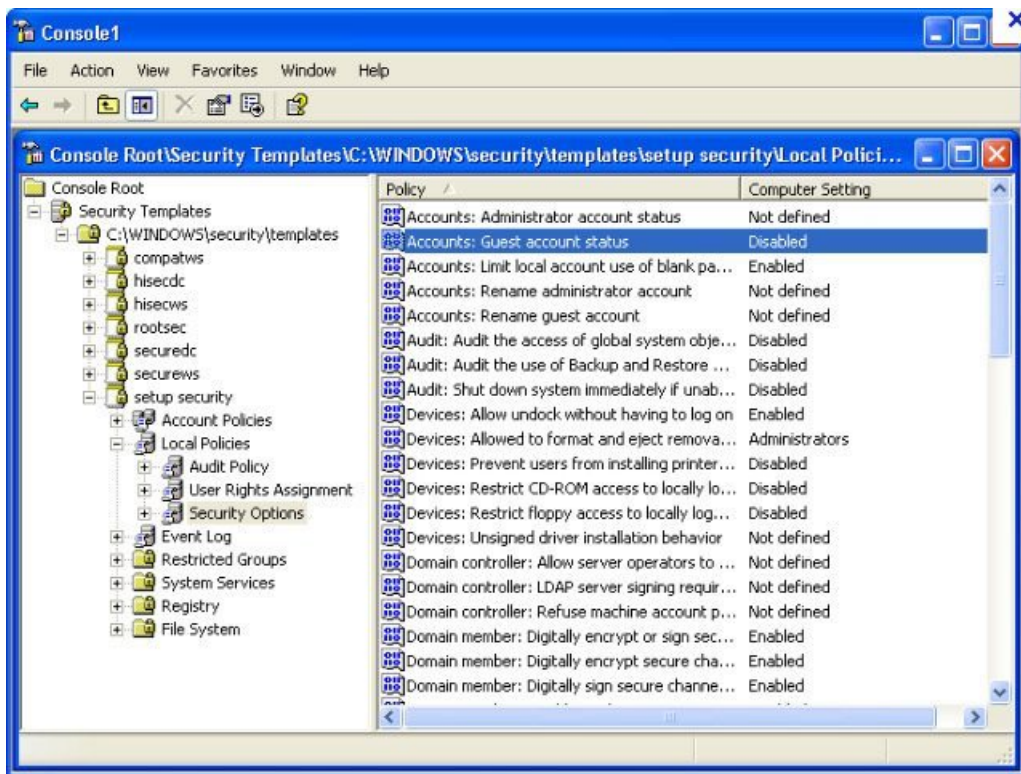 Console1
File Action View Favorites Window Help
Console Root\Security Templates\C:\WINDOWS\security\templates\setup security\Local Polici...
Console Root
Security Templates
C:\WINDOWS\security\templates
compatws
hisecdc
hisecws
rootsec
securedc
securews
setup security
Account Policies
Local Policies
Audit Policy
User Rights Assignment
Security Options
Event Log
Restricted Groups
System Services
Registry
File System
Policy Computer Setting
Accounts: Administrator account status Not defined
Accounts: Guest account status Disabled
Accounts: Limit local account use of blank pa... Enabled
Accounts: Rename administrator account Not defined
Accounts: Rename guest account Not defined
Audit: Audit the access of global system obje... Disabled
Audit: Audit the use of Backup and Restore ... Disabled
Audit: Shut down system immediately if unab... Disabled
Devices: Allow undock without having to log on Enabled
Devices: Allowed to format and eject remova... Administrators
Devices: Prevent users from installing printer... Disabled
Devices: Restrict CD-ROM access to locally lo... Disabled
Devices: Restrict floppy access to locally log... Disabled
Devices: Unsigned driver installation behavior Not defined
Domain controller: Allow server operators to ... Not defined
Domain controller: LDAP server signing requir... Not defined
Domain controller: Refuse machine account p... Not defined
Domain member: Digitally encrypt or sign sec... Enabled
Domain member: Digitally encrypt secure cha... Enabled
Domain member: Digitally sign secure channe... Enabled